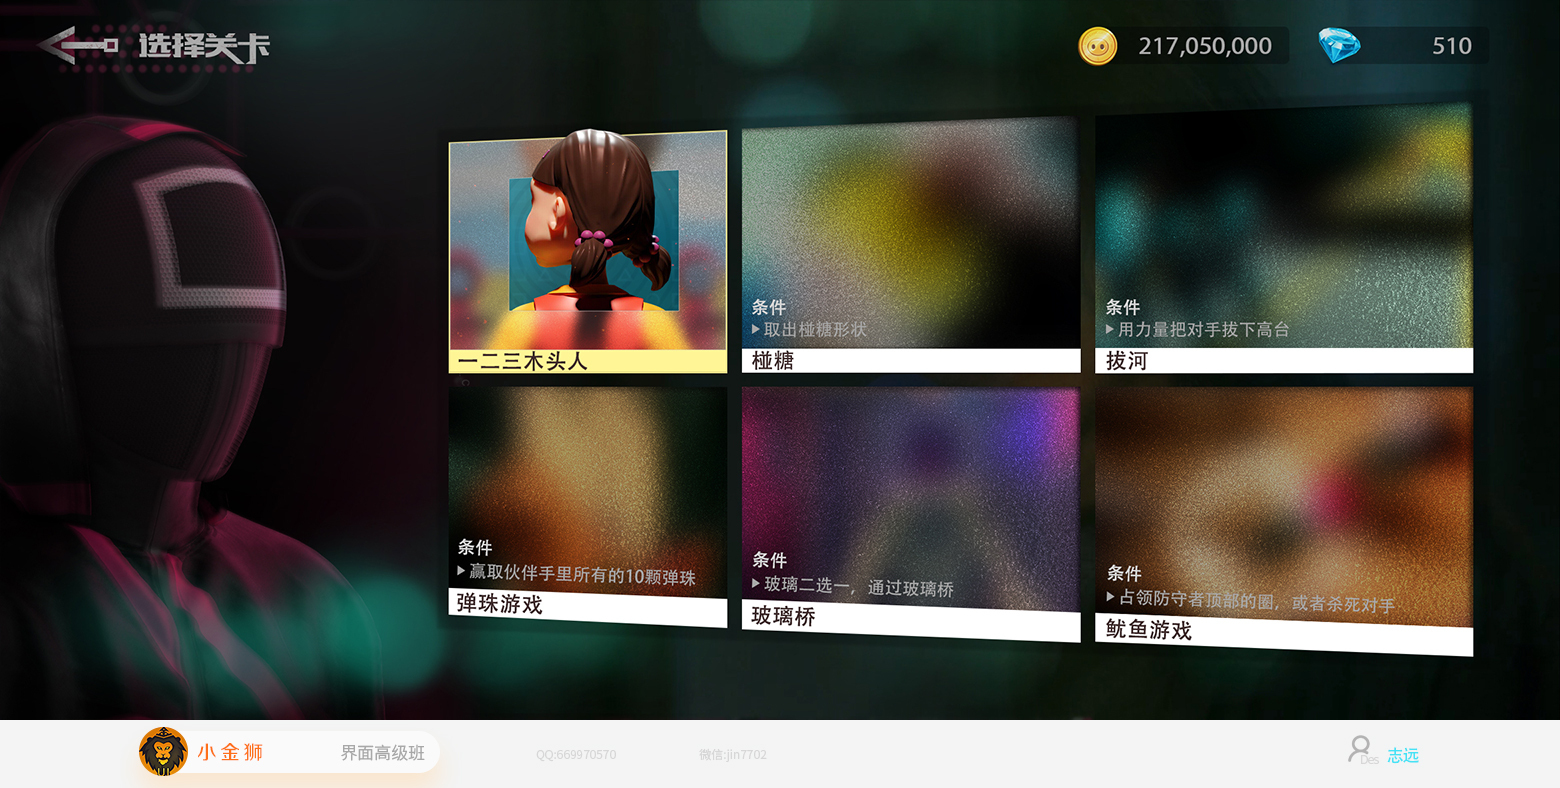 选择关卡
217,050,000
510
一二三木头人
条件
取出椪糖形状
椪糖
条件
用力量把对手拔下高台
拔河
条件
赢取伙伴手里所有的10颗弹珠
弹珠游戏
条件
玻璃二选一，通过玻璃桥
玻璃桥
条件
占领防守者顶部的圈，或者杀死对手
鱿鱼游戏
小金狮
界面高级班
QQ:669970570
微信:jin7702
Des
志远